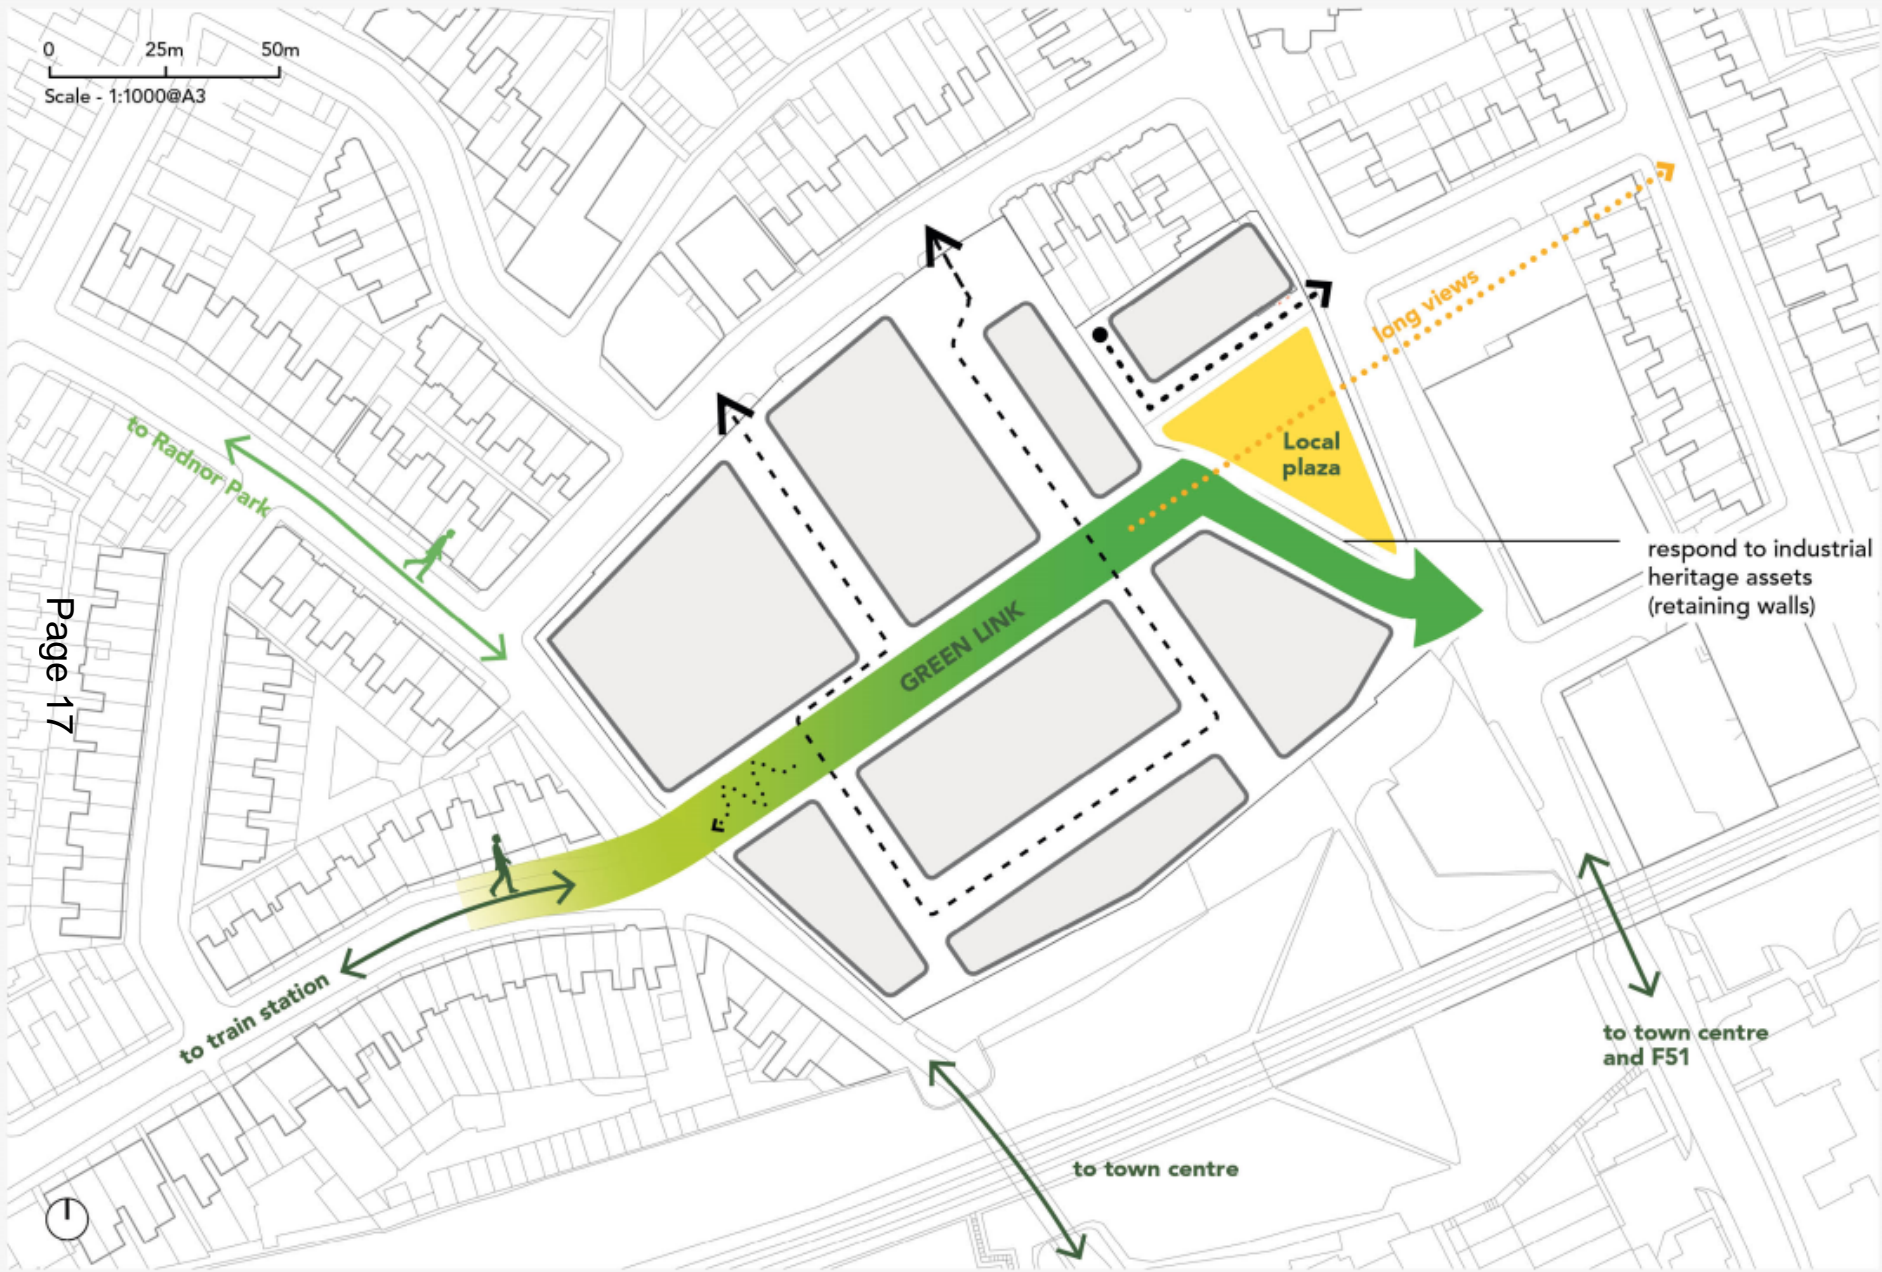 0 25m 50m
Scale - 1:1000@A3
long views
to Radnor Park
Local
plaza
respond to industrial
heritage assets
(retaining walls)
GREEN LINK
Page 17
to train station
to town centre
and F51
to town centre